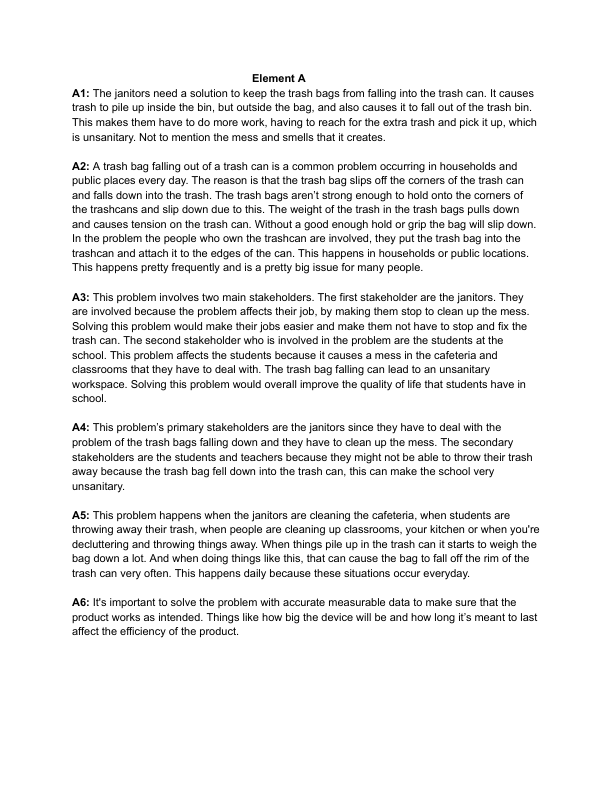 Element A
A1: The janitors need a solution to keep the trash bags from falling into the trash can. It causes
trash to pile up inside the bin, but outside the bag, and also causes it to fall out of the trash bin.
This makes them have to do more work, having to reach for the extra trash and pick it up, which
is unsanitary. Not to mention the mess and smells that it creates.
A2: A trash bag falling out of a trash can is a common problem occurring in households and
public places every day. The reason is that the trash bag slips off the corners of the trash can
and falls down into the trash. The trash bags aren’t strong enough to hold onto the corners of
the trashcans and slip down due to this. The weight of the trash in the trash bags pulls down
and causes tension on the trash can. Without a good enough hold or grip the bag will slip down.
In the problem the people who own the trashcan are involved, they put the trash bag into the
trashcan and attach it to the edges of the can. This happens in households or public locations.
This happens pretty frequently and is a pretty big issue for many people.
A3: This problem involves two main stakeholders. The first stakeholder are the janitors. They
are involved because the problem affects their job, by making them stop to clean up the mess.
Solving this problem would make their jobs easier and make them not have to stop and fix the
trash can. The second stakeholder who is involved in the problem are the students at the
school. This problem affects the students because it causes a mess in the cafeteria and
classrooms that they have to deal with. The trash bag falling can lead to an unsanitary
workspace. Solving this problem would overall improve the quality of life that students have in
school.
A4: This problem’s primary stakeholders are the janitors since they have to deal with the
problem of the trash bags falling down and they have to clean up the mess. The secondary
stakeholders are the students and teachers because they might not be able to throw their trash
away because the trash bag fell down into the trash can, this can make the school very
unsanitary.
A5: This problem happens when the janitors are cleaning the cafeteria, when students are
throwing away their trash, when people are cleaning up classrooms, your kitchen or when you're
decluttering and throwing things away. When things pile up in the trash can it starts to weigh the
bag down a lot. And when doing things like this, that can cause the bag to fall off the rim of the
trash can very often. This happens daily because these situations occur everyday.
A6: It's important to solve the problem with accurate measurable data to make sure that the
product works as intended. Things like how big the device will be and how long it’s meant to last
affect the efficiency of the product.